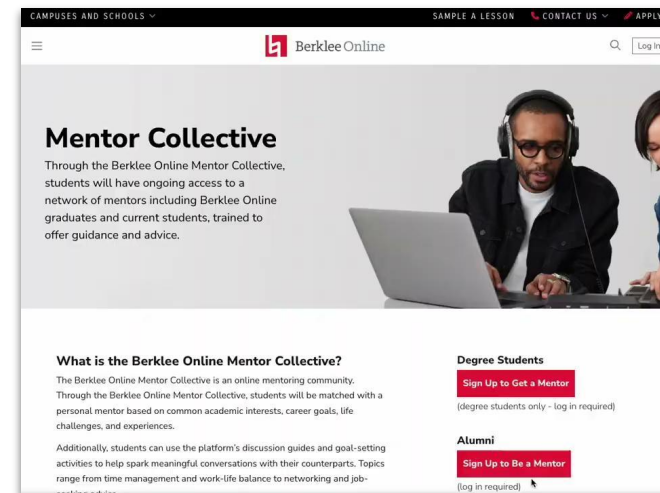 CAMPUSES AND SCHOOLS
SAMPLE A LESSON
CONTACT US
APPLY
Berklee Online
Log In
Mentor Collective
Through the Berklee Online Mentor Collective,
students will have ongoing access to a
network of mentors including Berklee Online
graduates and current students, trained to
offer guidance and advice.
What is the Berklee Online Mentor Collective?
The Berklee Online Mentor Collective is an online mentoring community.
Through the Berklee Online Mentor Collective, students will be matched with a
personal mentor based on common academic interests, career goals, life
challenges, and experiences.
Additionally, students can use the platform's discussion guides and goal-setting
activities to help spark meaningful conversations with their counterparts. Topics
range from time management and work-life balance to networking and job-
Degree Students
Sign Up to Get a Mentor
(degree students only - log in required)
Alumni
Sign Up to Be a Mentor
(log in required)